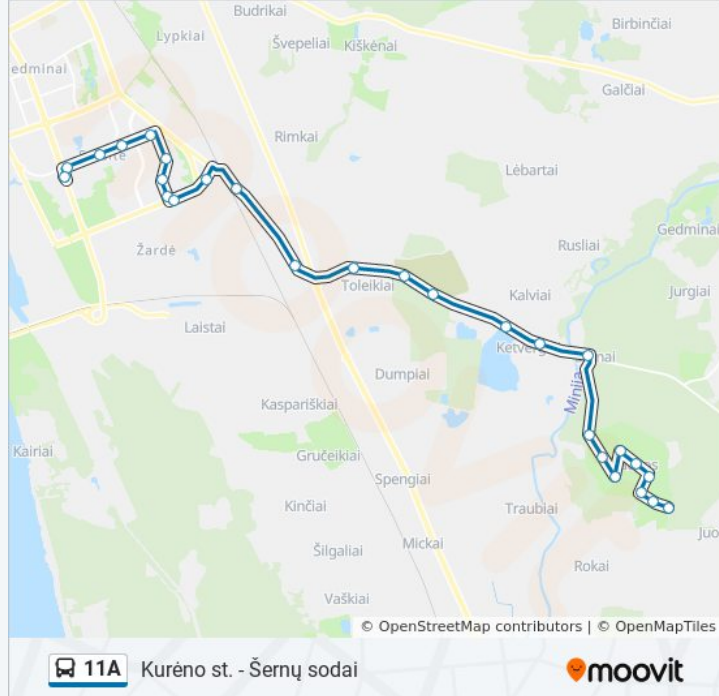 Budrikai
Birbinčiai
Lypkiai
Švepeliai
Kiškėnai
edminai
Galčiai
Rimkai
Lėbartai
Gedminai
Rusliai
Žardė
Toleikiai
Jurgiai
Kalviai
Laistai
Ketverg
nai
Dumpiai
Minija
Kaspariškiai
Kairiai
Gručeikiai
Spengiai
Kinčiai
Traubiai
Juo
Mickai
Šilgaliai
Rokai
Vaškiai
© OpenStreetMap contributors | © OpenMapTiles
11A Kurėno st. - Šernų sodai
moovit